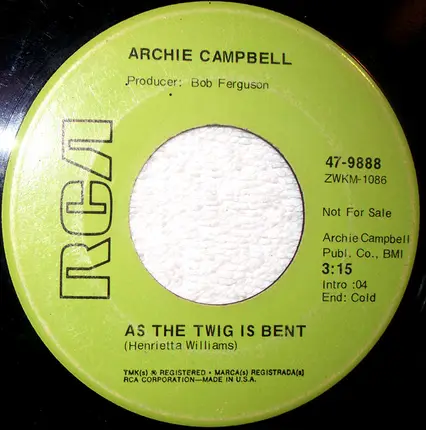 ARCHIE CAMPBELL
Producer: Bob Ferguson
RCA
47-9888
ZWKM-1086
Not For Sale
Archie Campbell
Publ. Co., BMI
3:15
Intro :04
End: Cold
AS THE TWIG IS BENT
(Henrietta Williams)
TMK(s) ® REGISTERED • MARCA(s) REGISTRADA(s)
RCA CORPORATION—MADE IN U.S.A.